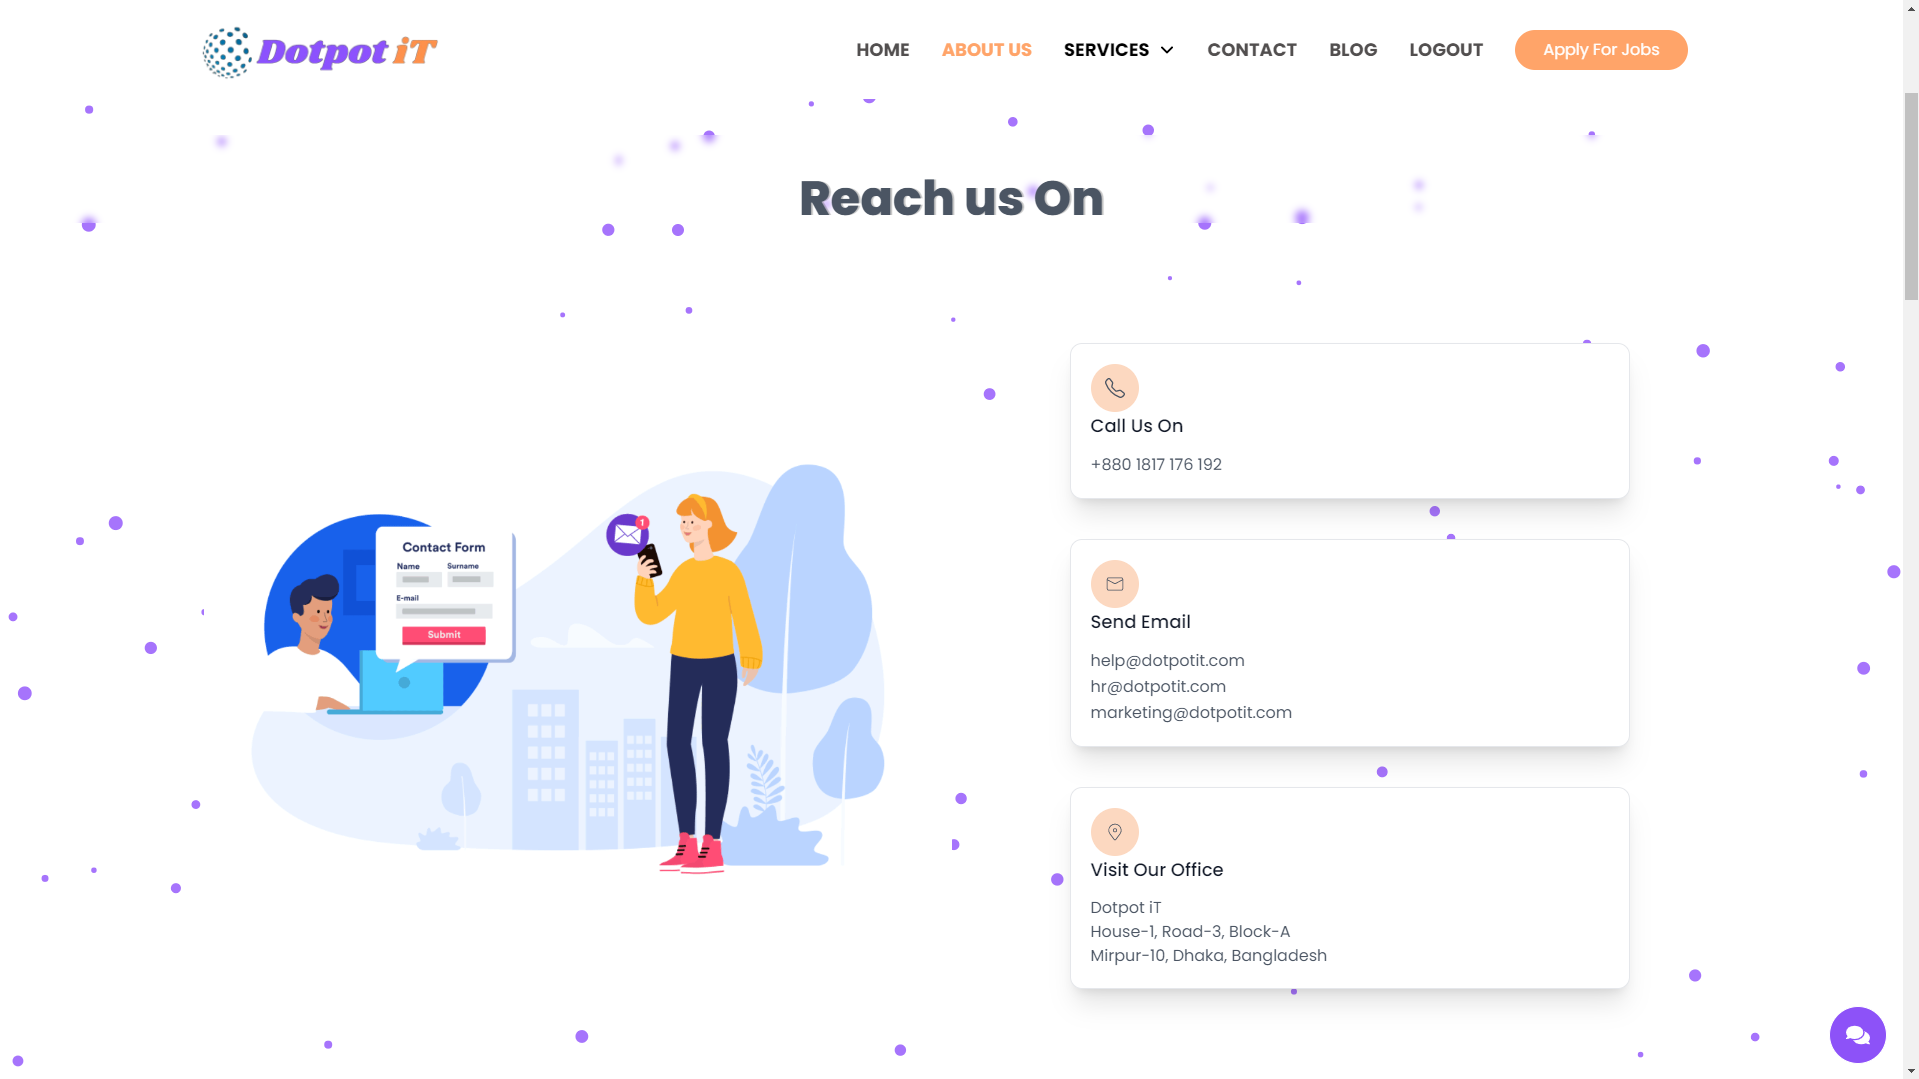 Dotpot iT
HOME ABOUT US SERVICES CONTACT BLOG LOGOUT Apply For Jobs
Reach us On
Call Us On
+880 1817 176 192
Contact Form
Name Surname
E-mail
Submit
1
Send Email
help@dotpotit.com
hr@dotpotit.com
marketing@dotpotit.com
Visit Our Office
Dotpot iT
House-1, Road-3, Block-A
Mirpur-10, Dhaka, Bangladesh